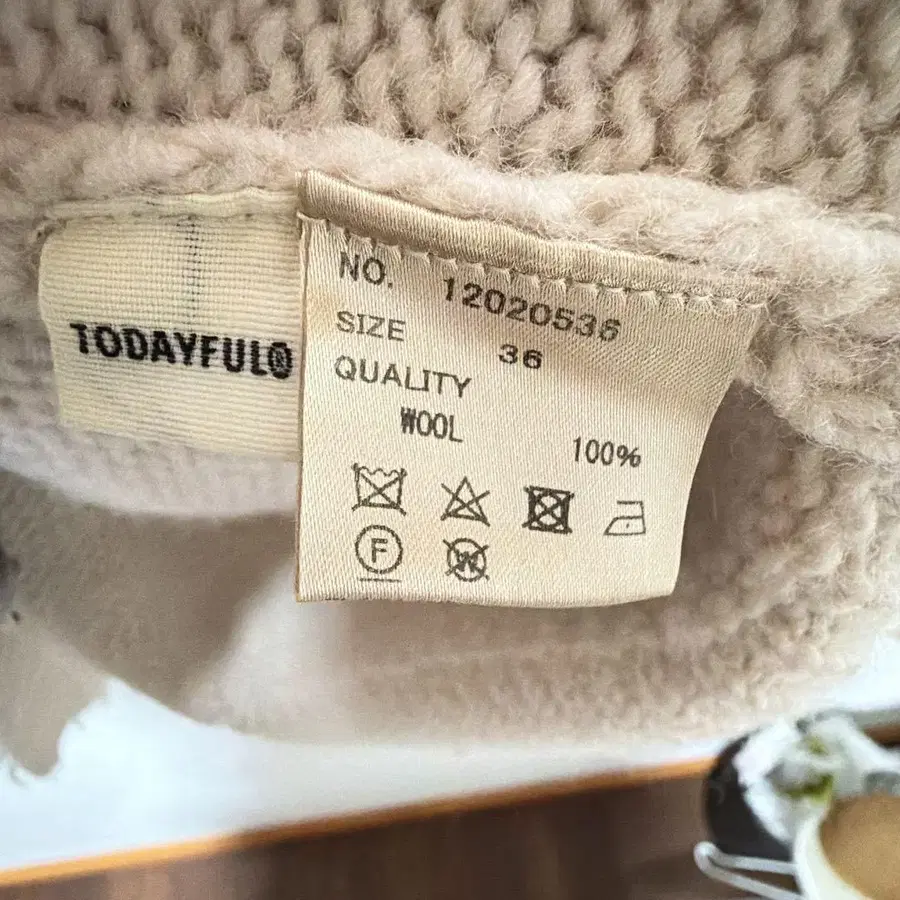 TODAYFUL®
NO. 12020536
SIZE 36
QUALITY
WOOL 100%
F
W